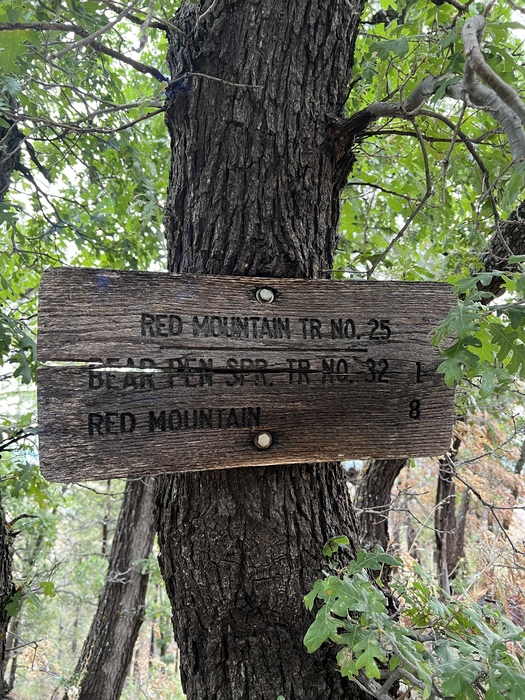 RED MOUNTAIN TR NO. 25
BEAR PEN SPR. TR NO. 32 1
RED MOUNTAIN 8